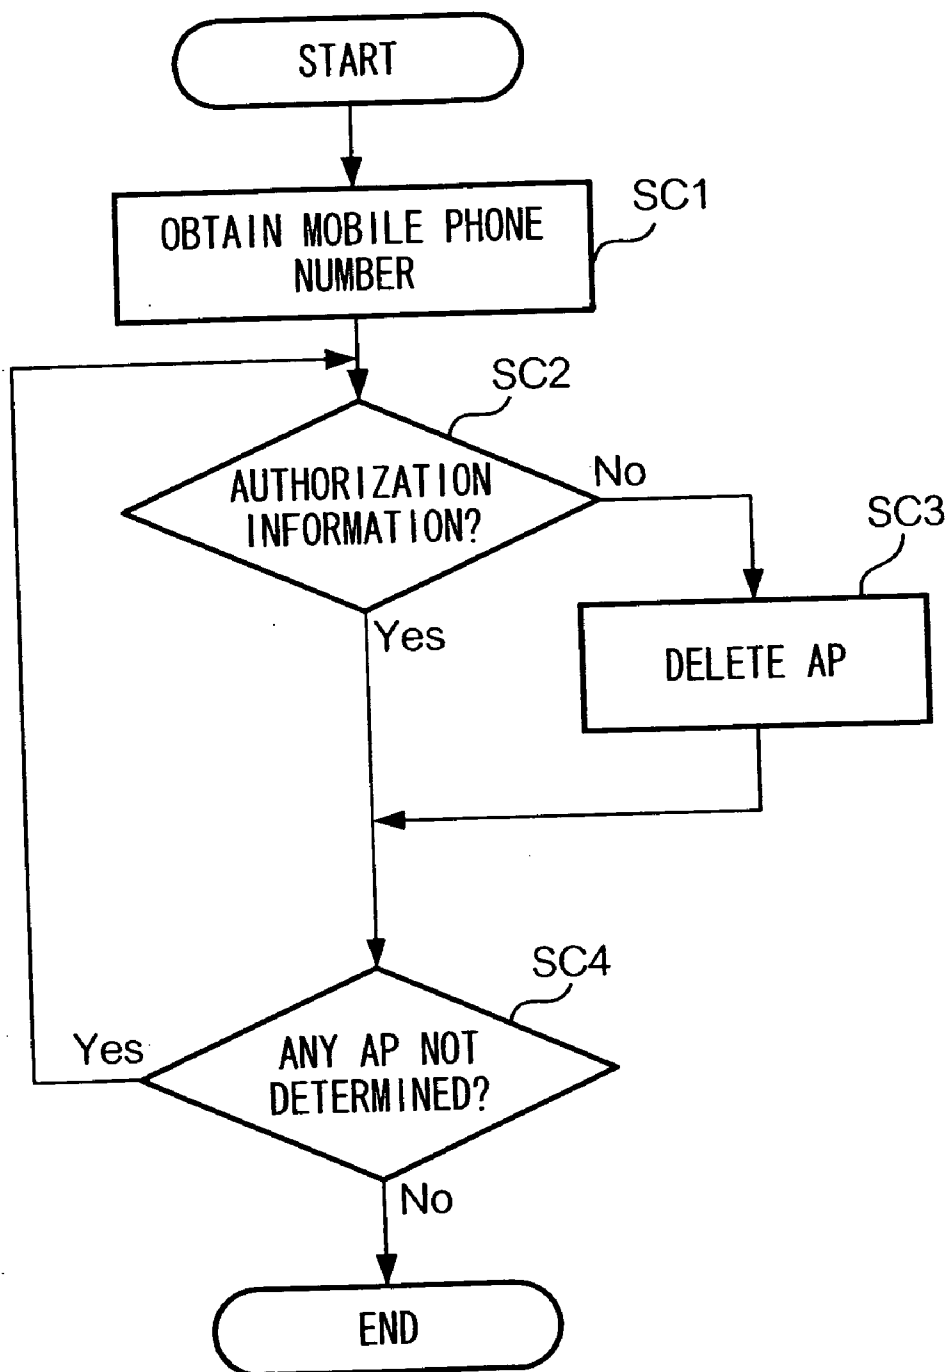 START
OBTAIN MOBILE PHONE
NUMBER
SC1
SC2
AUTHORIZATION
INFORMATION?
No
SC3
Yes
DELETE AP
SC4
Yes
ANY AP NOT
DETERMINED?
No
END